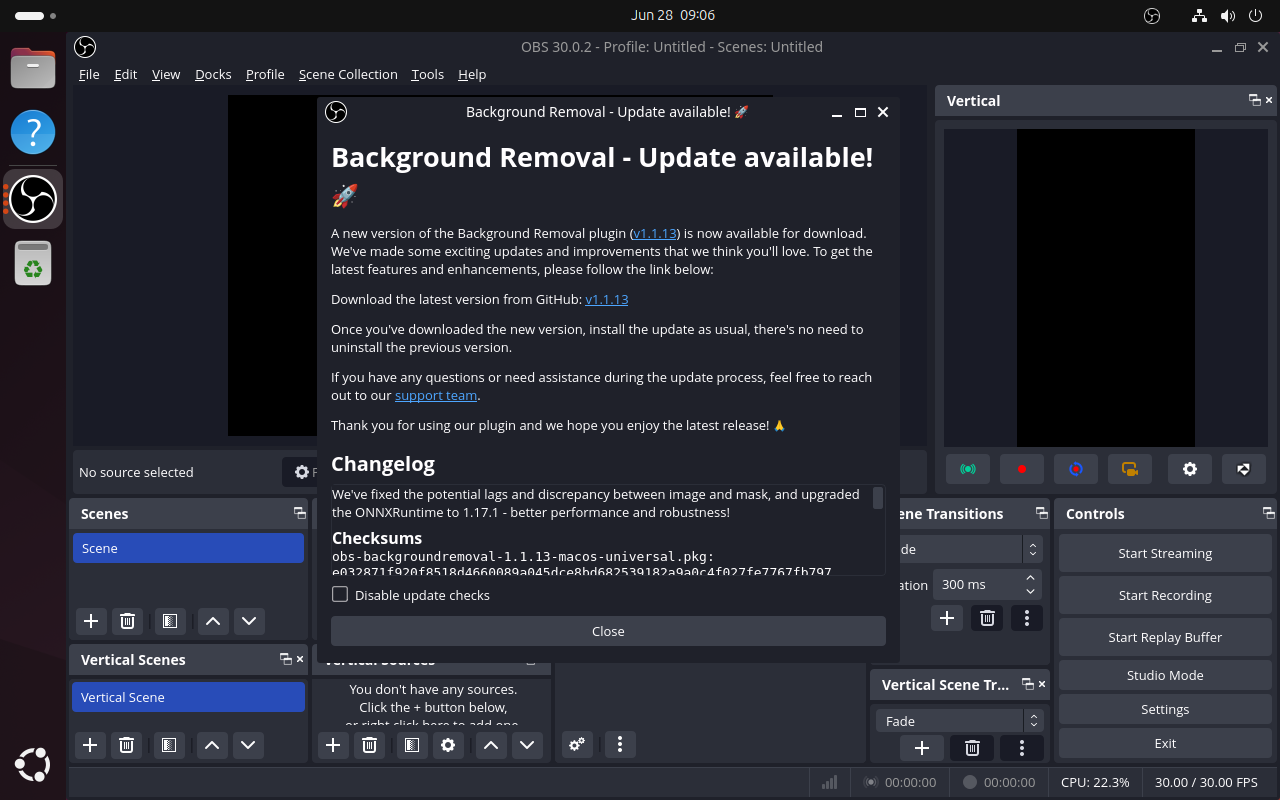 Jun 28 09:06
OBS 30.0.2 - Profile: Untitled - Scenes: Untitled
File Edit View Docks Profile Scene Collection Tools Help
Background Removal - Update available! 🚀
Vertical
Background Removal - Update available!
🚀
A new version of the Background Removal plugin (v1.1.13) is now available for download.
We've made some exciting updates and improvements that we think you'll love. To get the
latest features and enhancements, please follow the link below:
Download the latest version from GitHub: v1.1.13
Once you've downloaded the new version, install the update as usual, there's no need to
uninstall the previous version.
If you have any questions or need assistance during the update process, feel free to reach
out to our support team.
Thank you for using our plugin and we hope you enjoy the latest release! 🙏
Changelog
We've fixed the potential lags and discrepancy between image and mask, and upgraded
the ONNXRuntime to 1.17.1 - better performance and robustness!
Checksums
obs-backgroundremoval-1.1.13-macos-universal.pkg:
e032871f920f8518d4660089a045dce8bd682539182a9a0c4f027fe7767fb797
Disable update checks
Close
No source selected
Scenes
Scene
Vertical Scenes
Vertical Scene
Vertical Sources
You don't have any sources.
Click the + button below,
or right click here to add one.
ene Transitions
de
ation 300 ms
Vertical Scene Tr...
Fade
Controls
Start Streaming
Start Recording
Start Replay Buffer
Studio Mode
Settings
Exit
00:00:00
00:00:00
CPU: 22.3%
30.00 / 30.00 FPS